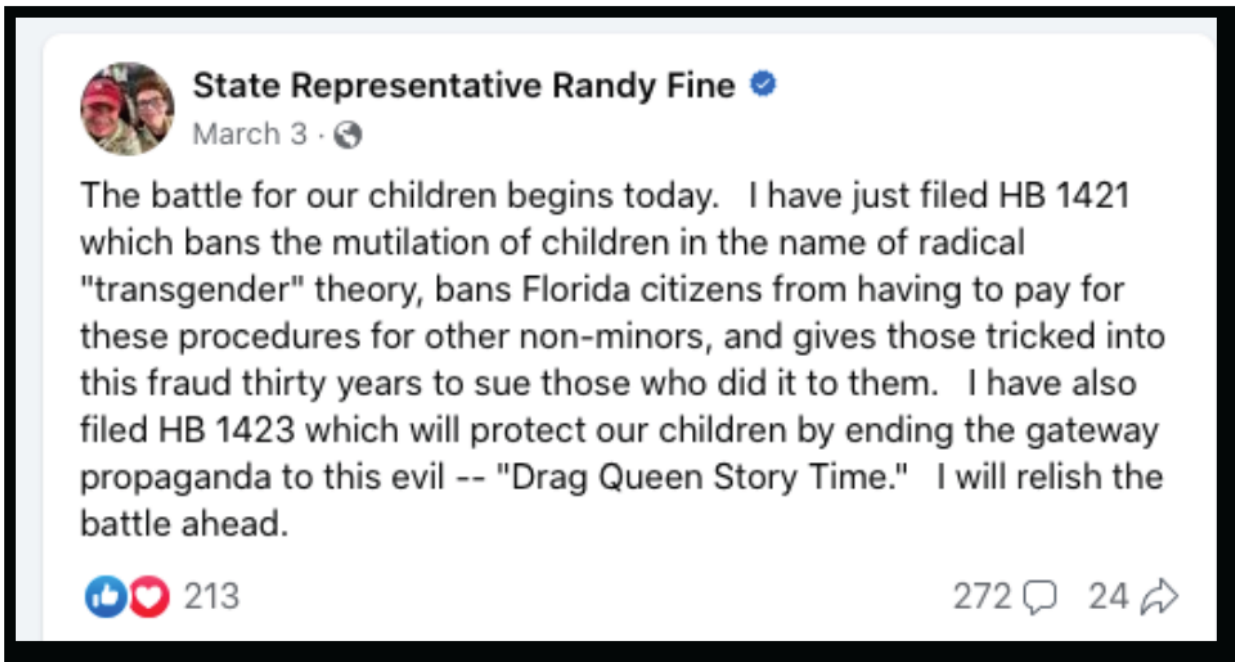 State Representative Randy Fine
March 3 ·
The battle for our children begins today. I have just filed HB 1421
which bans the mutilation of children in the name of radical
"transgender" theory, bans Florida citizens from having to pay for
these procedures for other non-minors, and gives those tricked into
this fraud thirty years to sue those who did it to them. I have also
filed HB 1423 which will protect our children by ending the gateway
propaganda to this evil -- "Drag Queen Story Time." I will relish the
battle ahead.
213 272 24